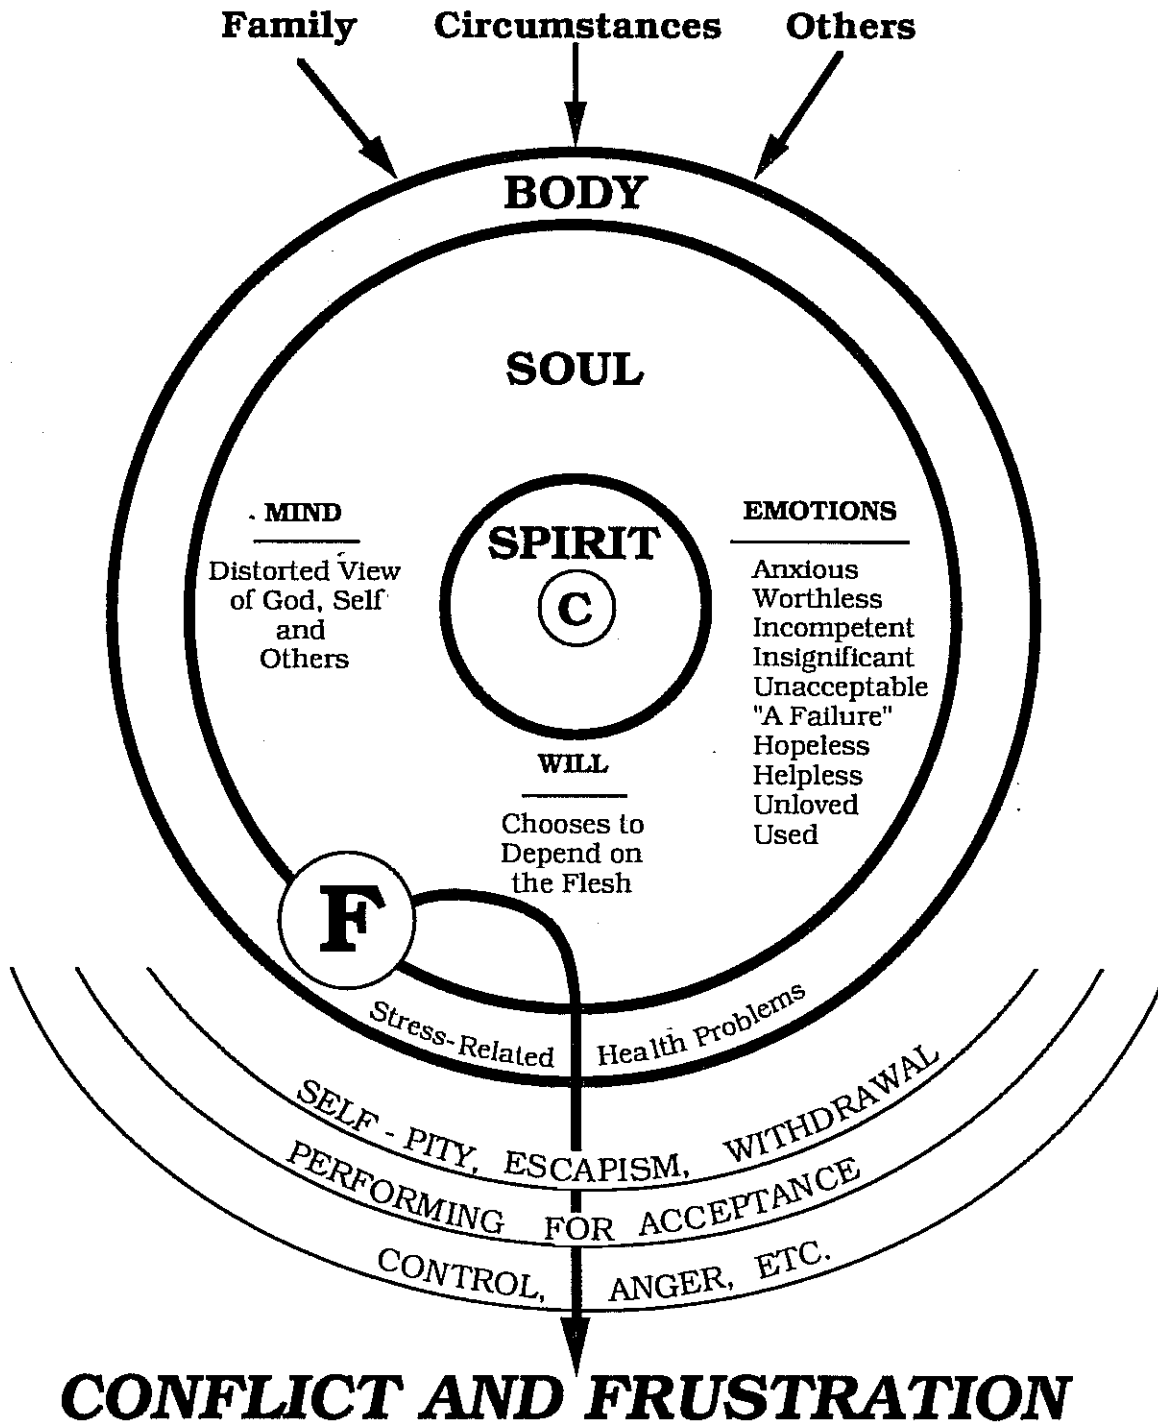 Family Circumstances Others
BODY
SOUL
MIND
Distorted View
of God, Self
and
Others
SPIRIT
C
EMOTIONS
Anxious
Worthless
Incompetent
Insignificant
Unacceptable
"A Failure"
Hopeless
Helpless
Unloved
Used
WILL
Chooses to
Depend on
the Flesh
F
Stress-Related Health Problems
SELF - PITY, ESCAPISM, WITHDRAWAL
PERFORMING FOR ACCEPTANCE
CONTROL, ANGER, ETC.
CONFLICT AND FRUSTRATION